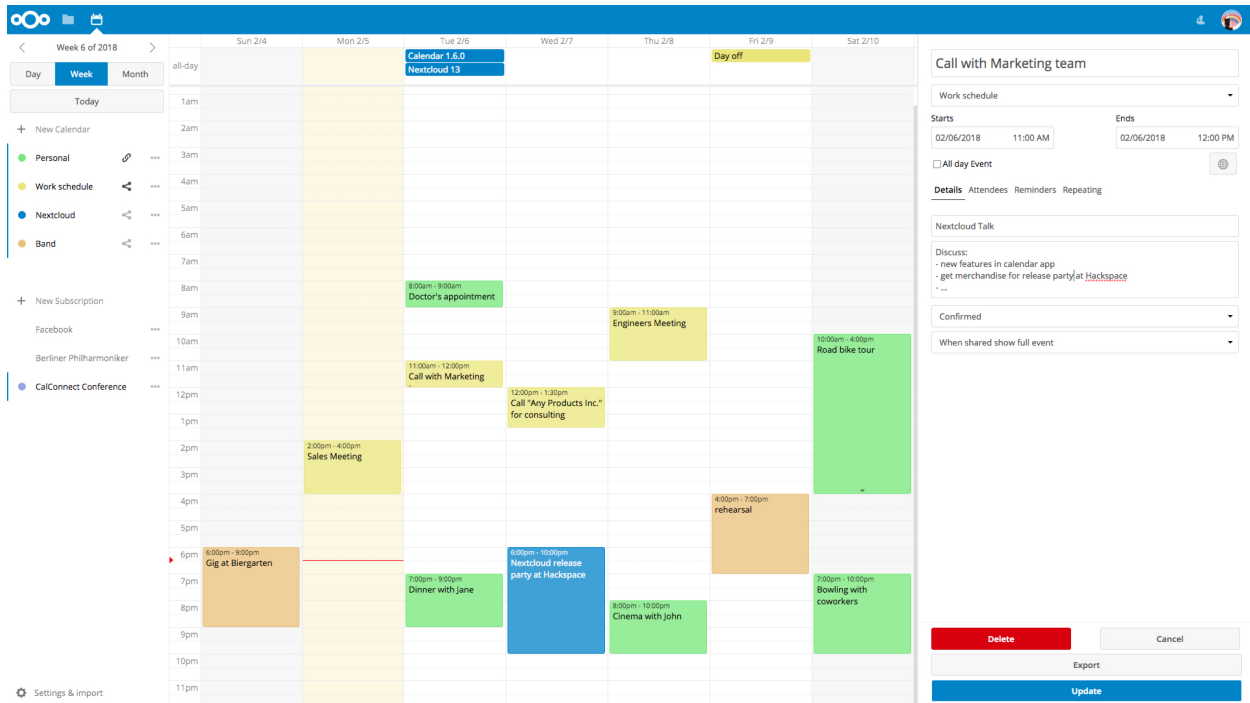 Week 6 of 2018
Day Week Month
Today
New Calendar
Personal
Work schedule
Nextcloud
Band
New Subscription
Facebook
Berliner Philharmoniker
CalConnect Conference
Settings & import
Sun 2/4 Mon 2/5 Tue 2/6 Wed 2/7 Thu 2/8 Fri 2/9 Sat 2/10
all-day
Calendar 1.6.0
Nextcloud 13
Day off
1am
2am
3am
4am
5am
6am
7am
8am
9am
10am
11am
12pm
1pm
2pm
3pm
4pm
5pm
6pm
7pm
8pm
9pm
10pm
11pm
6:00pm - 9:00pm
Gig at Biergarten
2:00pm - 4:00pm
Sales Meeting
8:00am - 9:00am
Doctor's appointment
11:00am - 12:00pm
Call with Marketing
7:00pm - 9:00pm
Dinner with Jane
12:00pm - 1:30pm
Call "Any Products Inc."
for consulting
6:00pm - 10:00pm
Nextcloud release
party at Hackspace
9:00am - 11:00am
Engineers Meeting
8:00pm - 10:00pm
Cinema with John
4:00pm - 7:00pm
rehearsal
10:00am - 4:00pm
Road bike tour
7:00pm - 10:00pm
Bowling with
coworkers
Call with Marketing team
Work schedule
Starts Ends
02/06/2018 11:00 AM 02/06/2018 12:00 PM
All day Event
Details Attendees Reminders Repeating
Nextcloud Talk
Discuss:
- new features in calendar app
- get merchandise for release party at Hackspace
- ...
Confirmed
When shared show full event
Delete Cancel
Export
Update